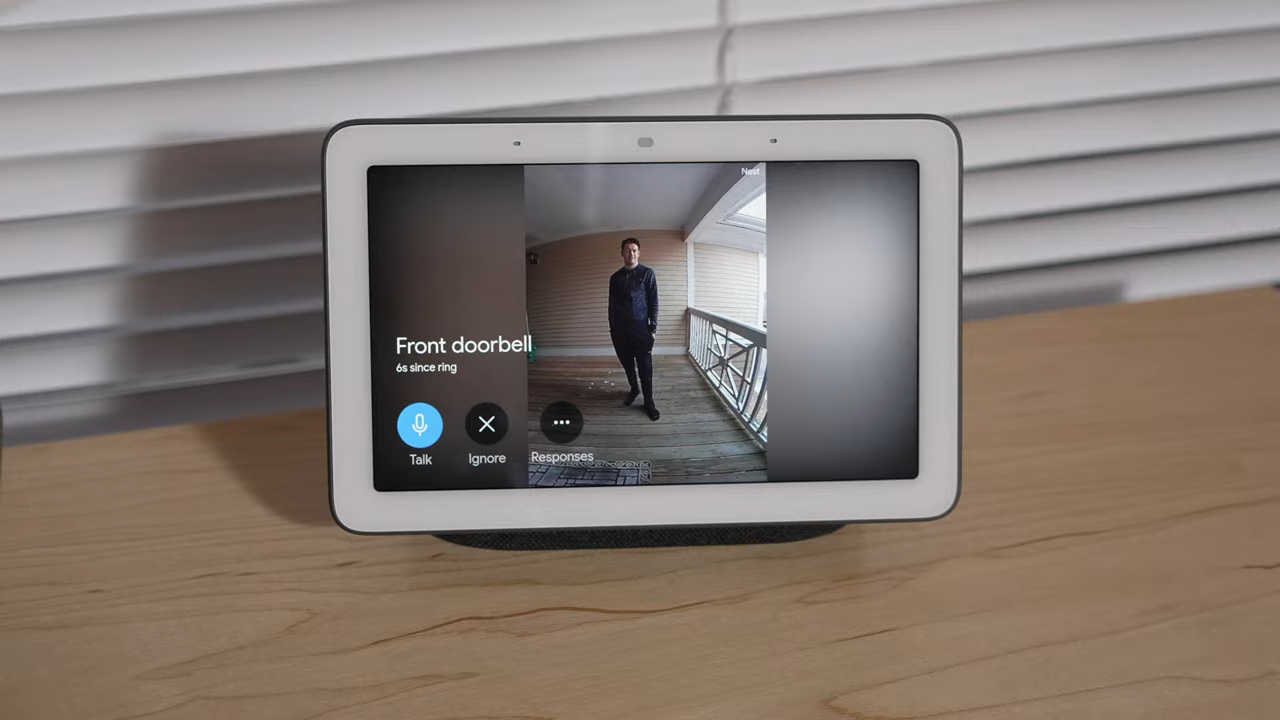 Nest
Front doorbell
6s since ring
Talk
Ignore
Responses